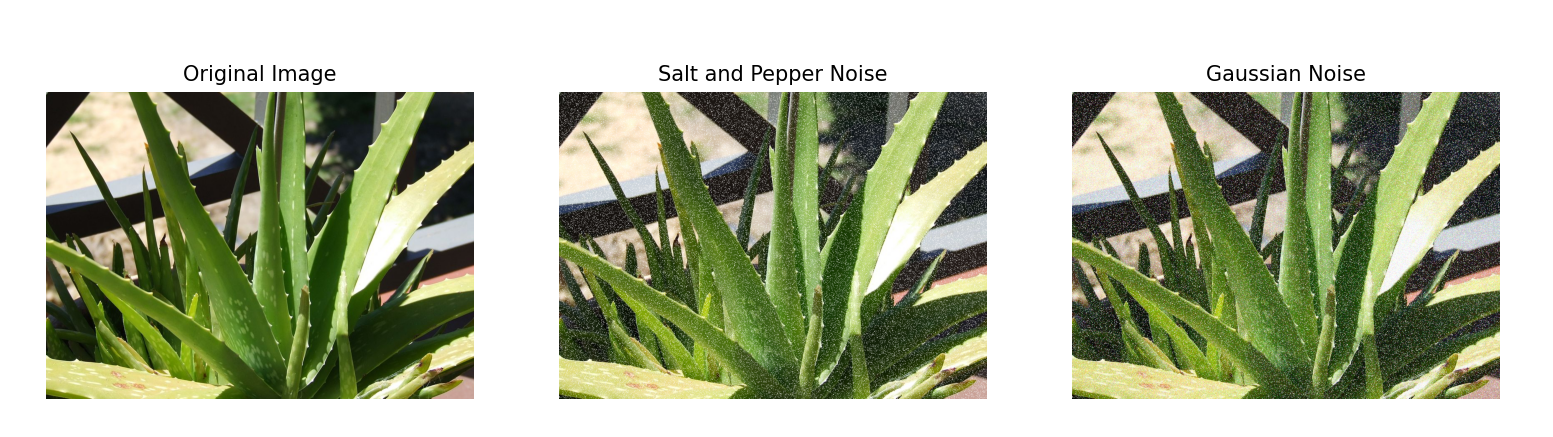 Original Image
Salt and Pepper Noise
Gaussian Noise